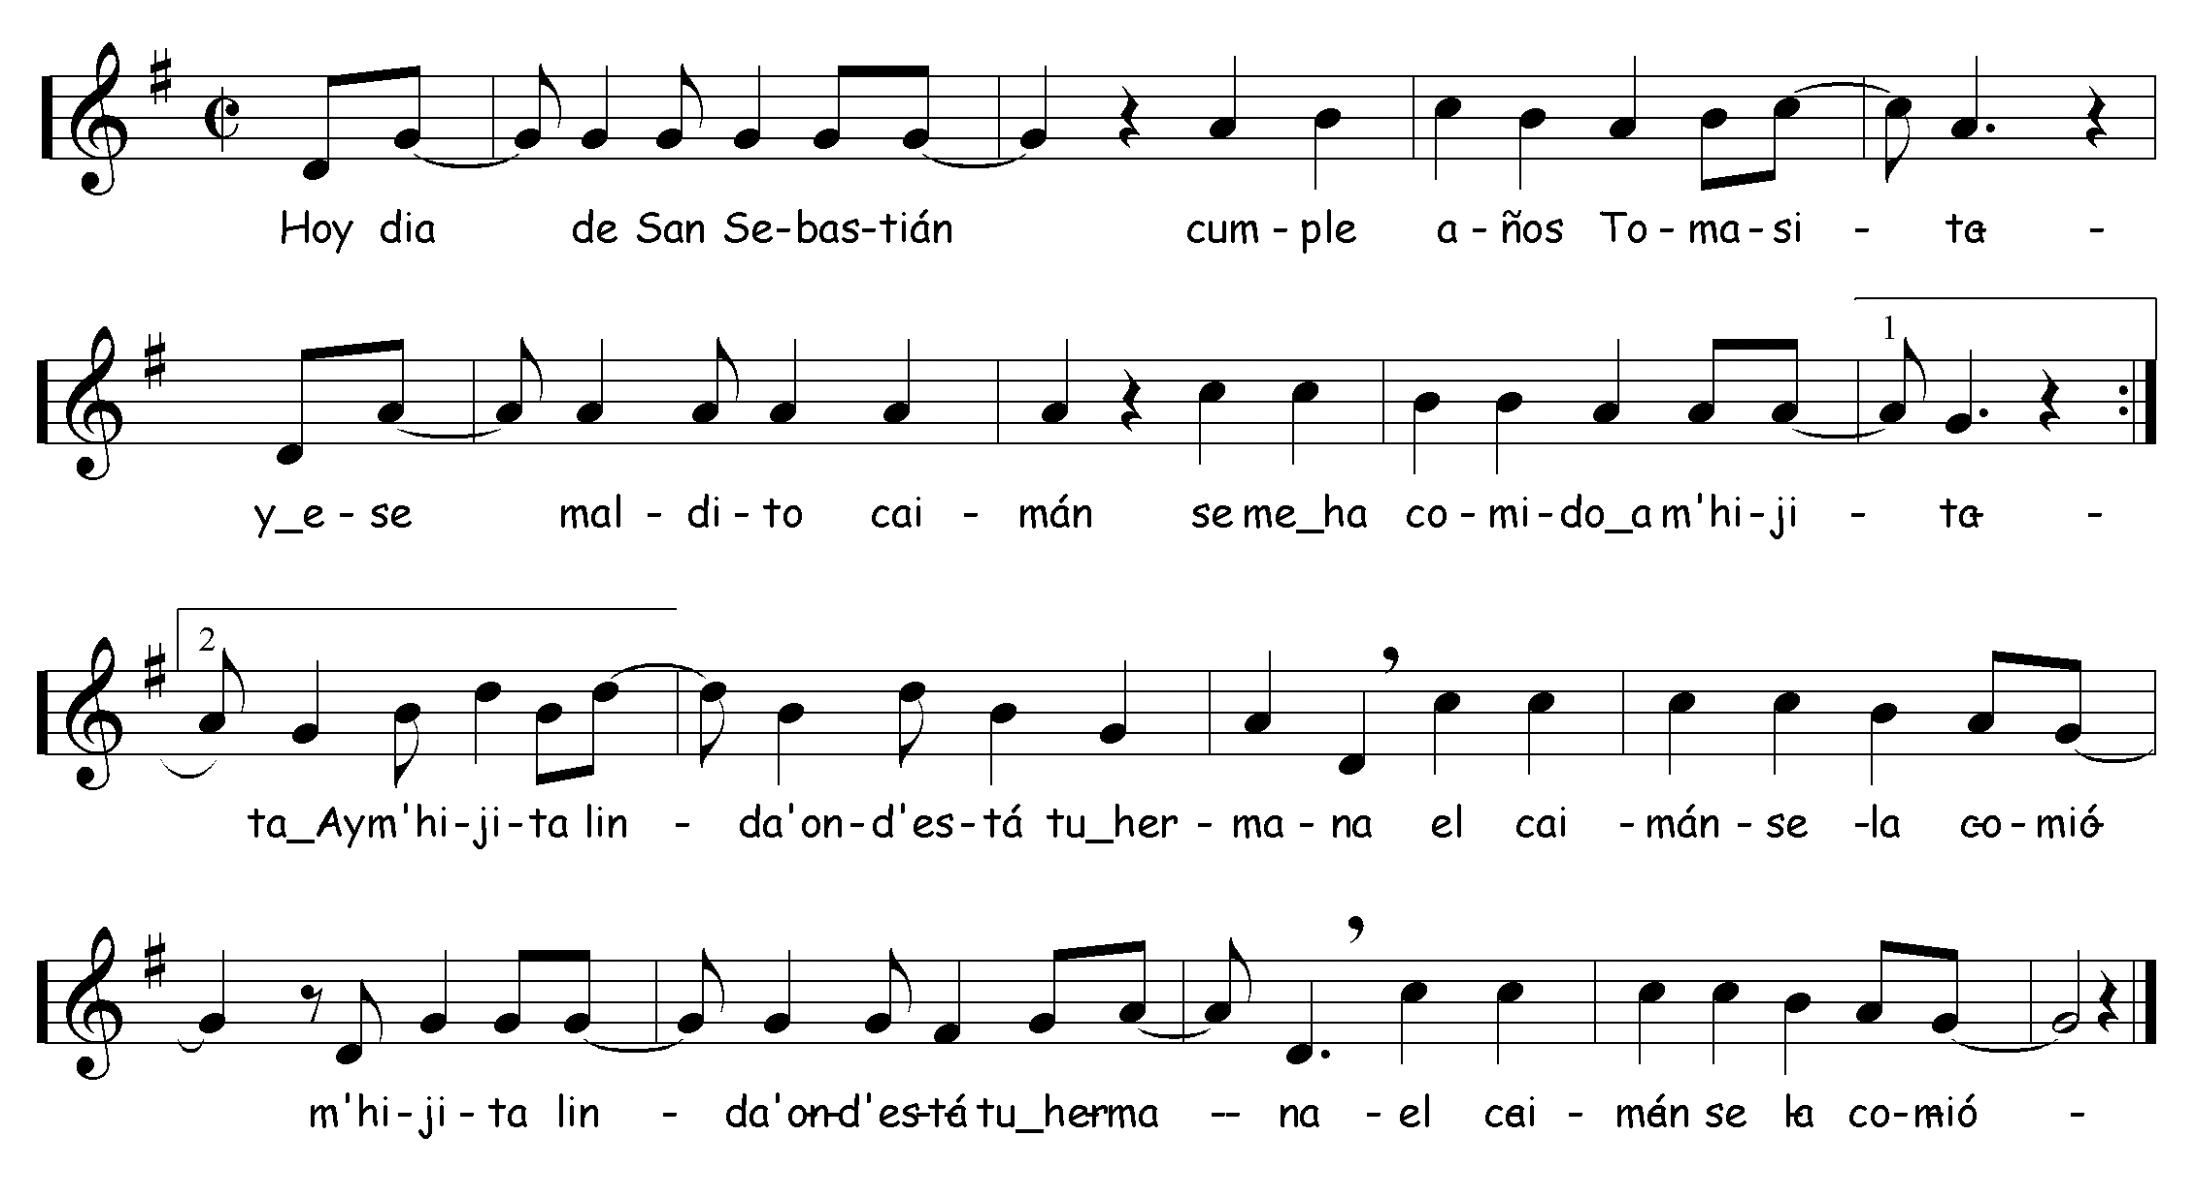 Hoy dia de San Se-bas-tián cum-ple a-ños To-ma-si - ta -
1
y_e-se mal-di-to cai-mán se me_ha co-mi-do_a m'hi-ji - ta -
2
ta_Ay m'hi-ji-ta lin - da'on-d'es-tá tu_her-ma-na el cai-mán-se-la co-mió
m'hi-ji-ta lin - da'on-d'es-tá tu_her-ma -- na - el cai - mán se la co-mió -